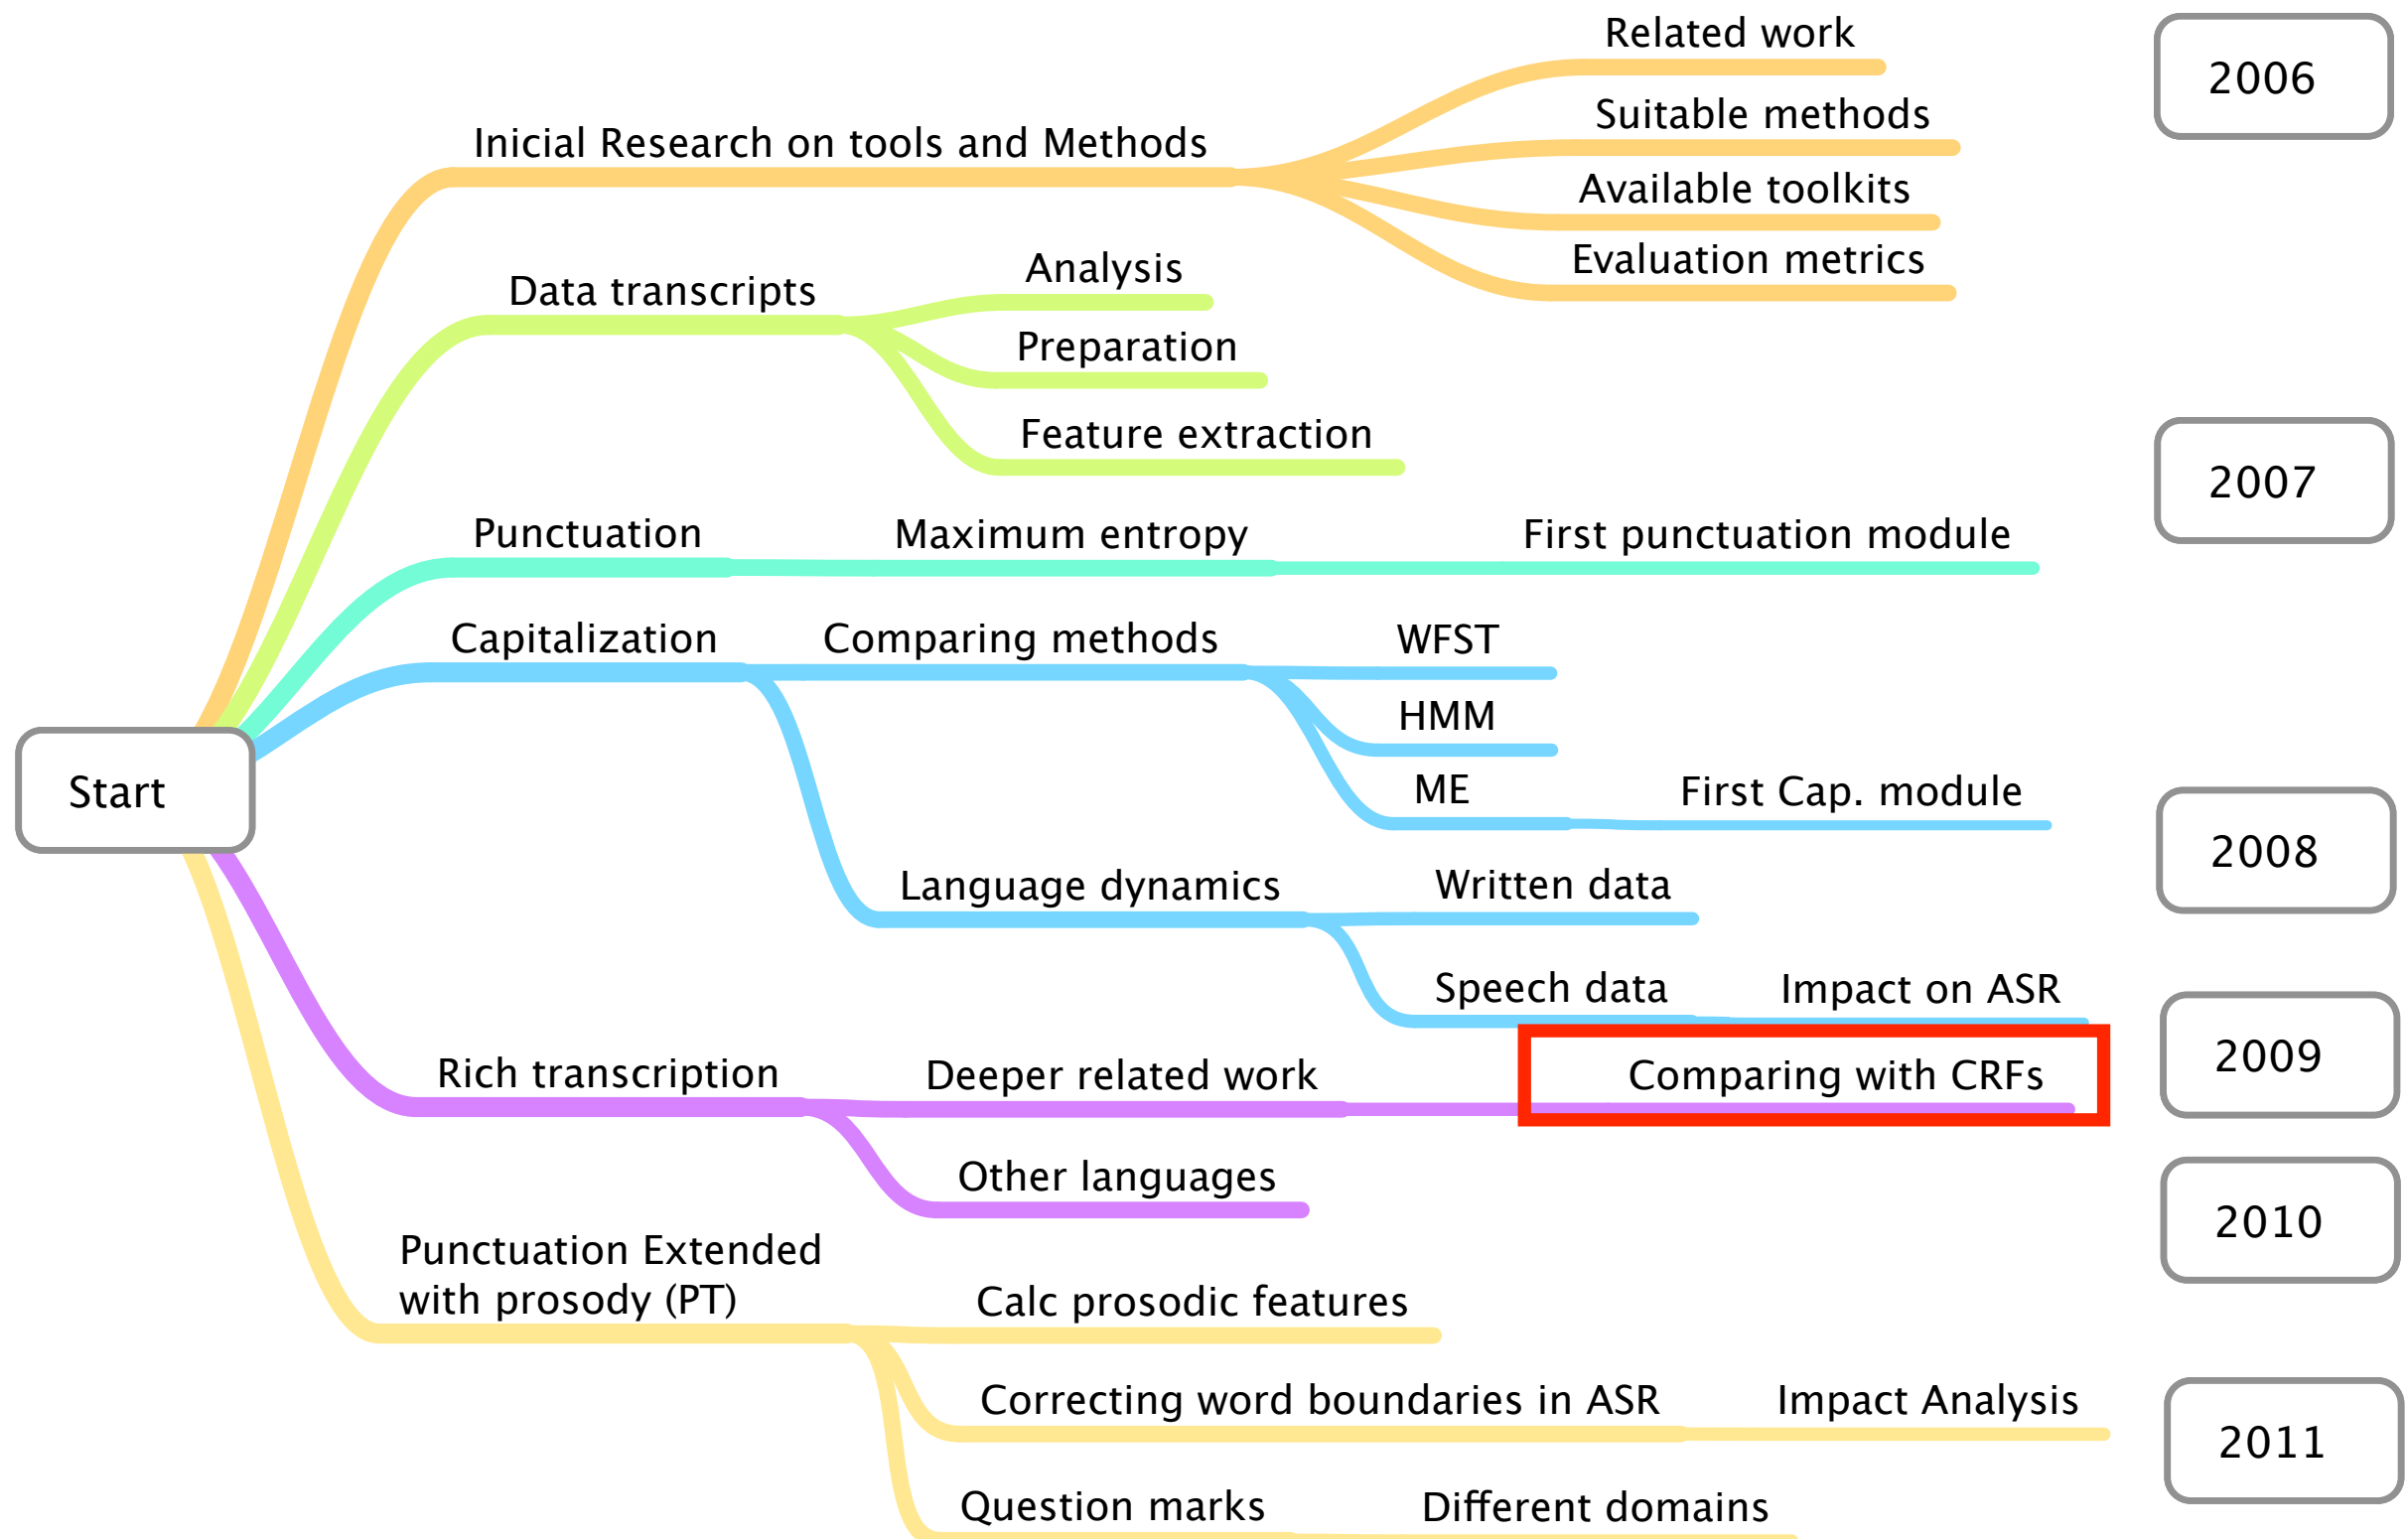 Related work
2006
Suitable methods
Inicial Research on tools and Methods
Available toolkits
Evaluation metrics
Analysis
Data transcripts
Preparation
Feature extraction
2007
Punctuation
Maximum entropy
First punctuation module
Capitalization
Comparing methods
WFST
HMM
ME
First Cap. module
Start
2008
Language dynamics
Written data
Speech data
Impact on ASR
2009
Rich transcription
Deeper related work
Comparing with CRFs
Other languages
2010
Punctuation Extended
with prosody (PT)
Calc prosodic features
Correcting word boundaries in ASR
Impact Analysis
2011
Question marks
Different domains